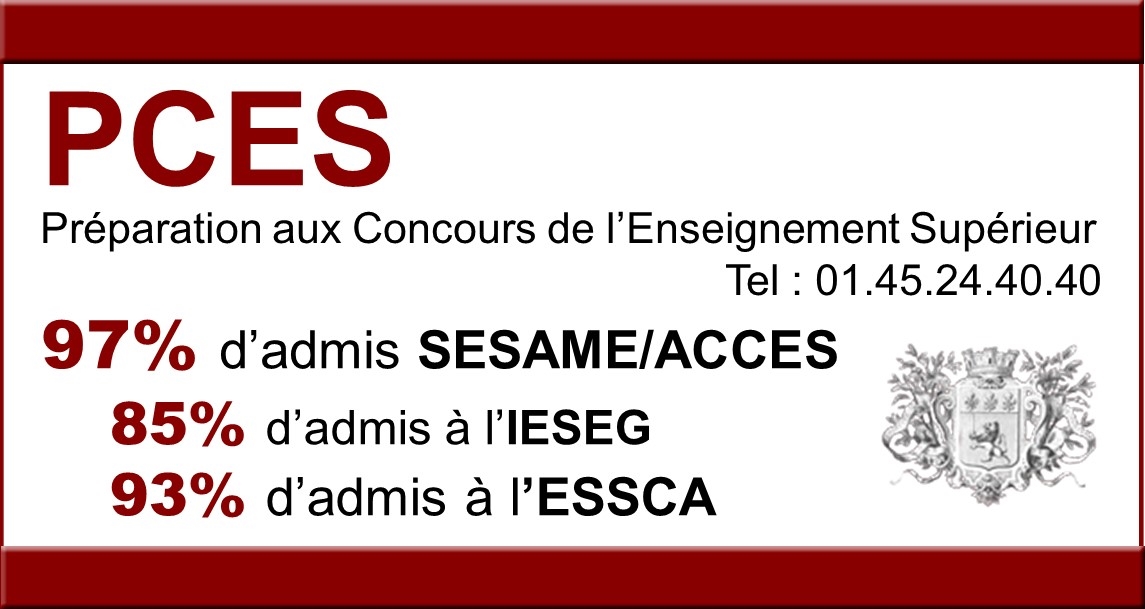 PCES
Préparation aux Concours de l’Enseignement Supérieur
Tel : 01.45.24.40.40
97% d’admis SESAME/ACCES
85% d’admis à l’IESEG
93% d’admis à l’ESSCA